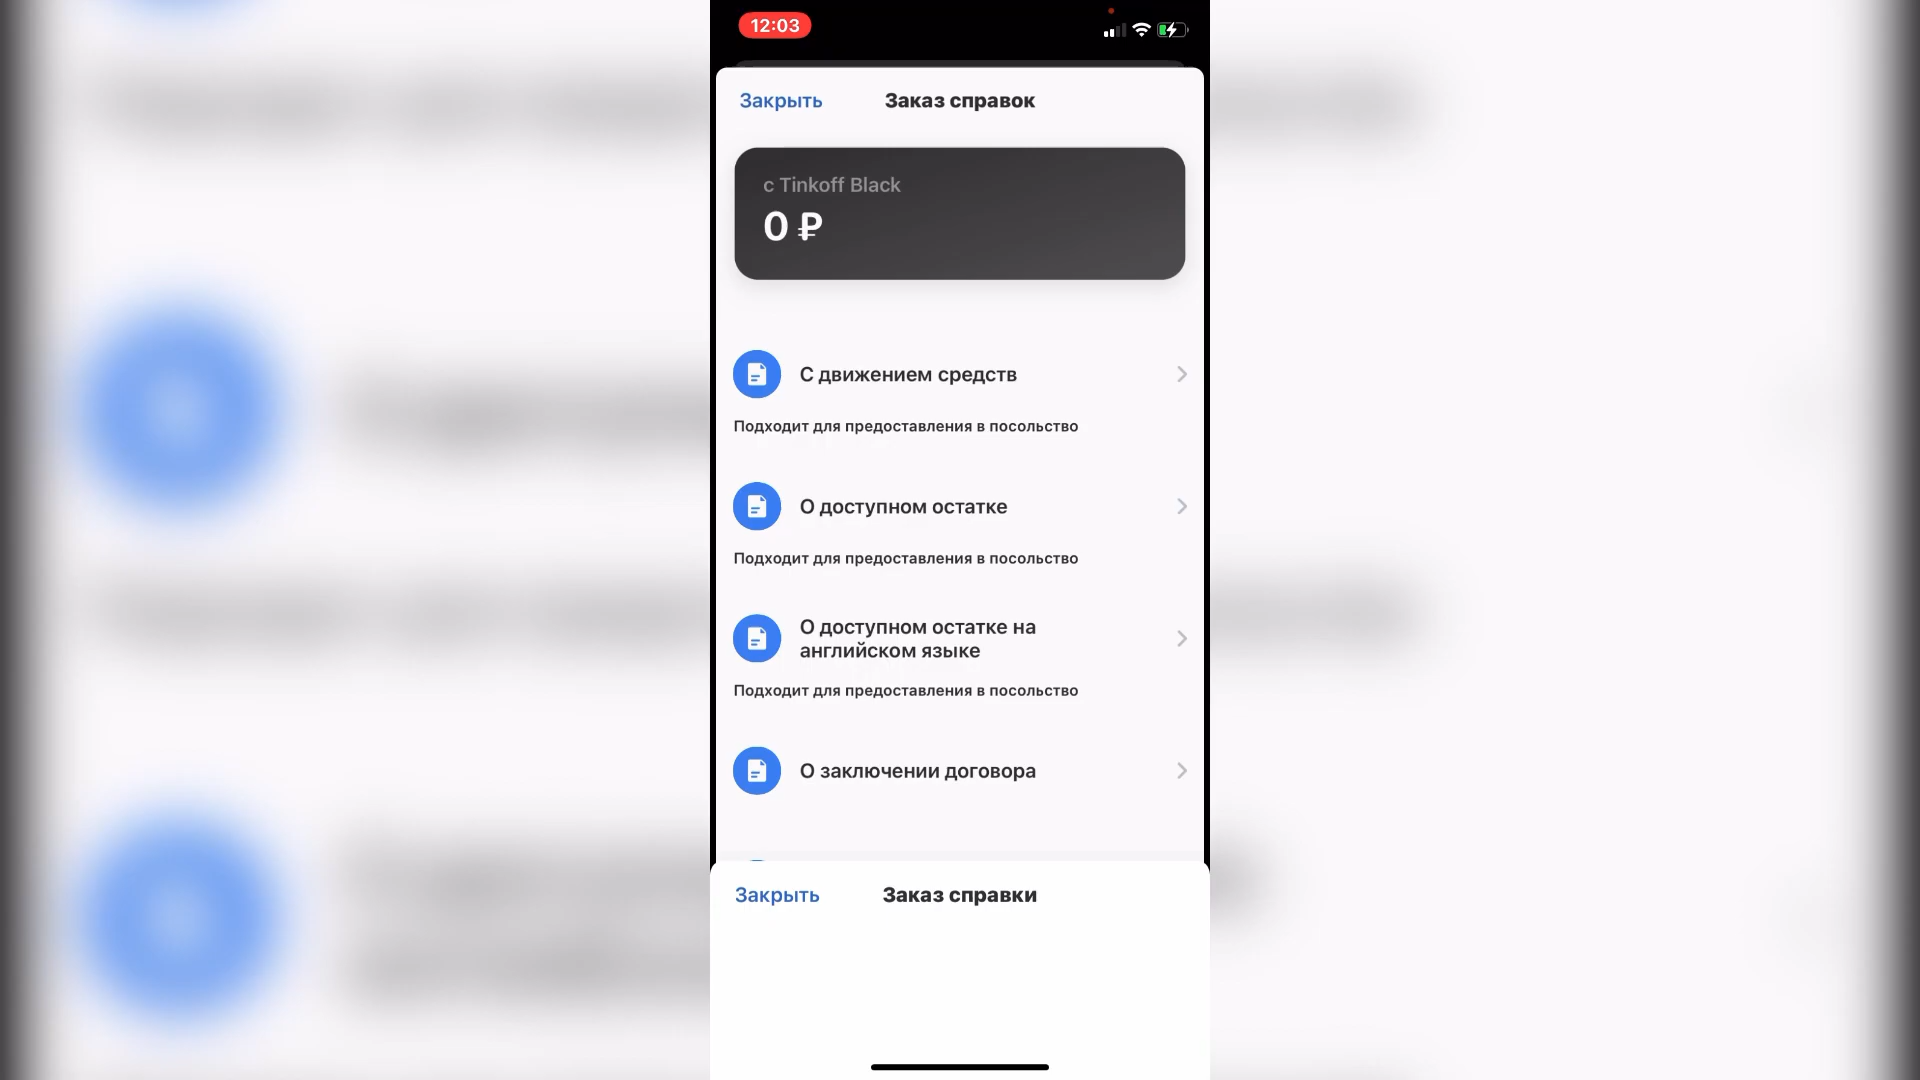 12:03
Закрыть
Заказ справок
с Tinkoff Black
0 ₽
С движением средств
Подходит для предоставления в посольство
О доступном остатке
Подходит для предоставления в посольство
О доступном остатке на
английском языке
Подходит для предоставления в посольство
О заключении договора
Закрыть
Заказ справки